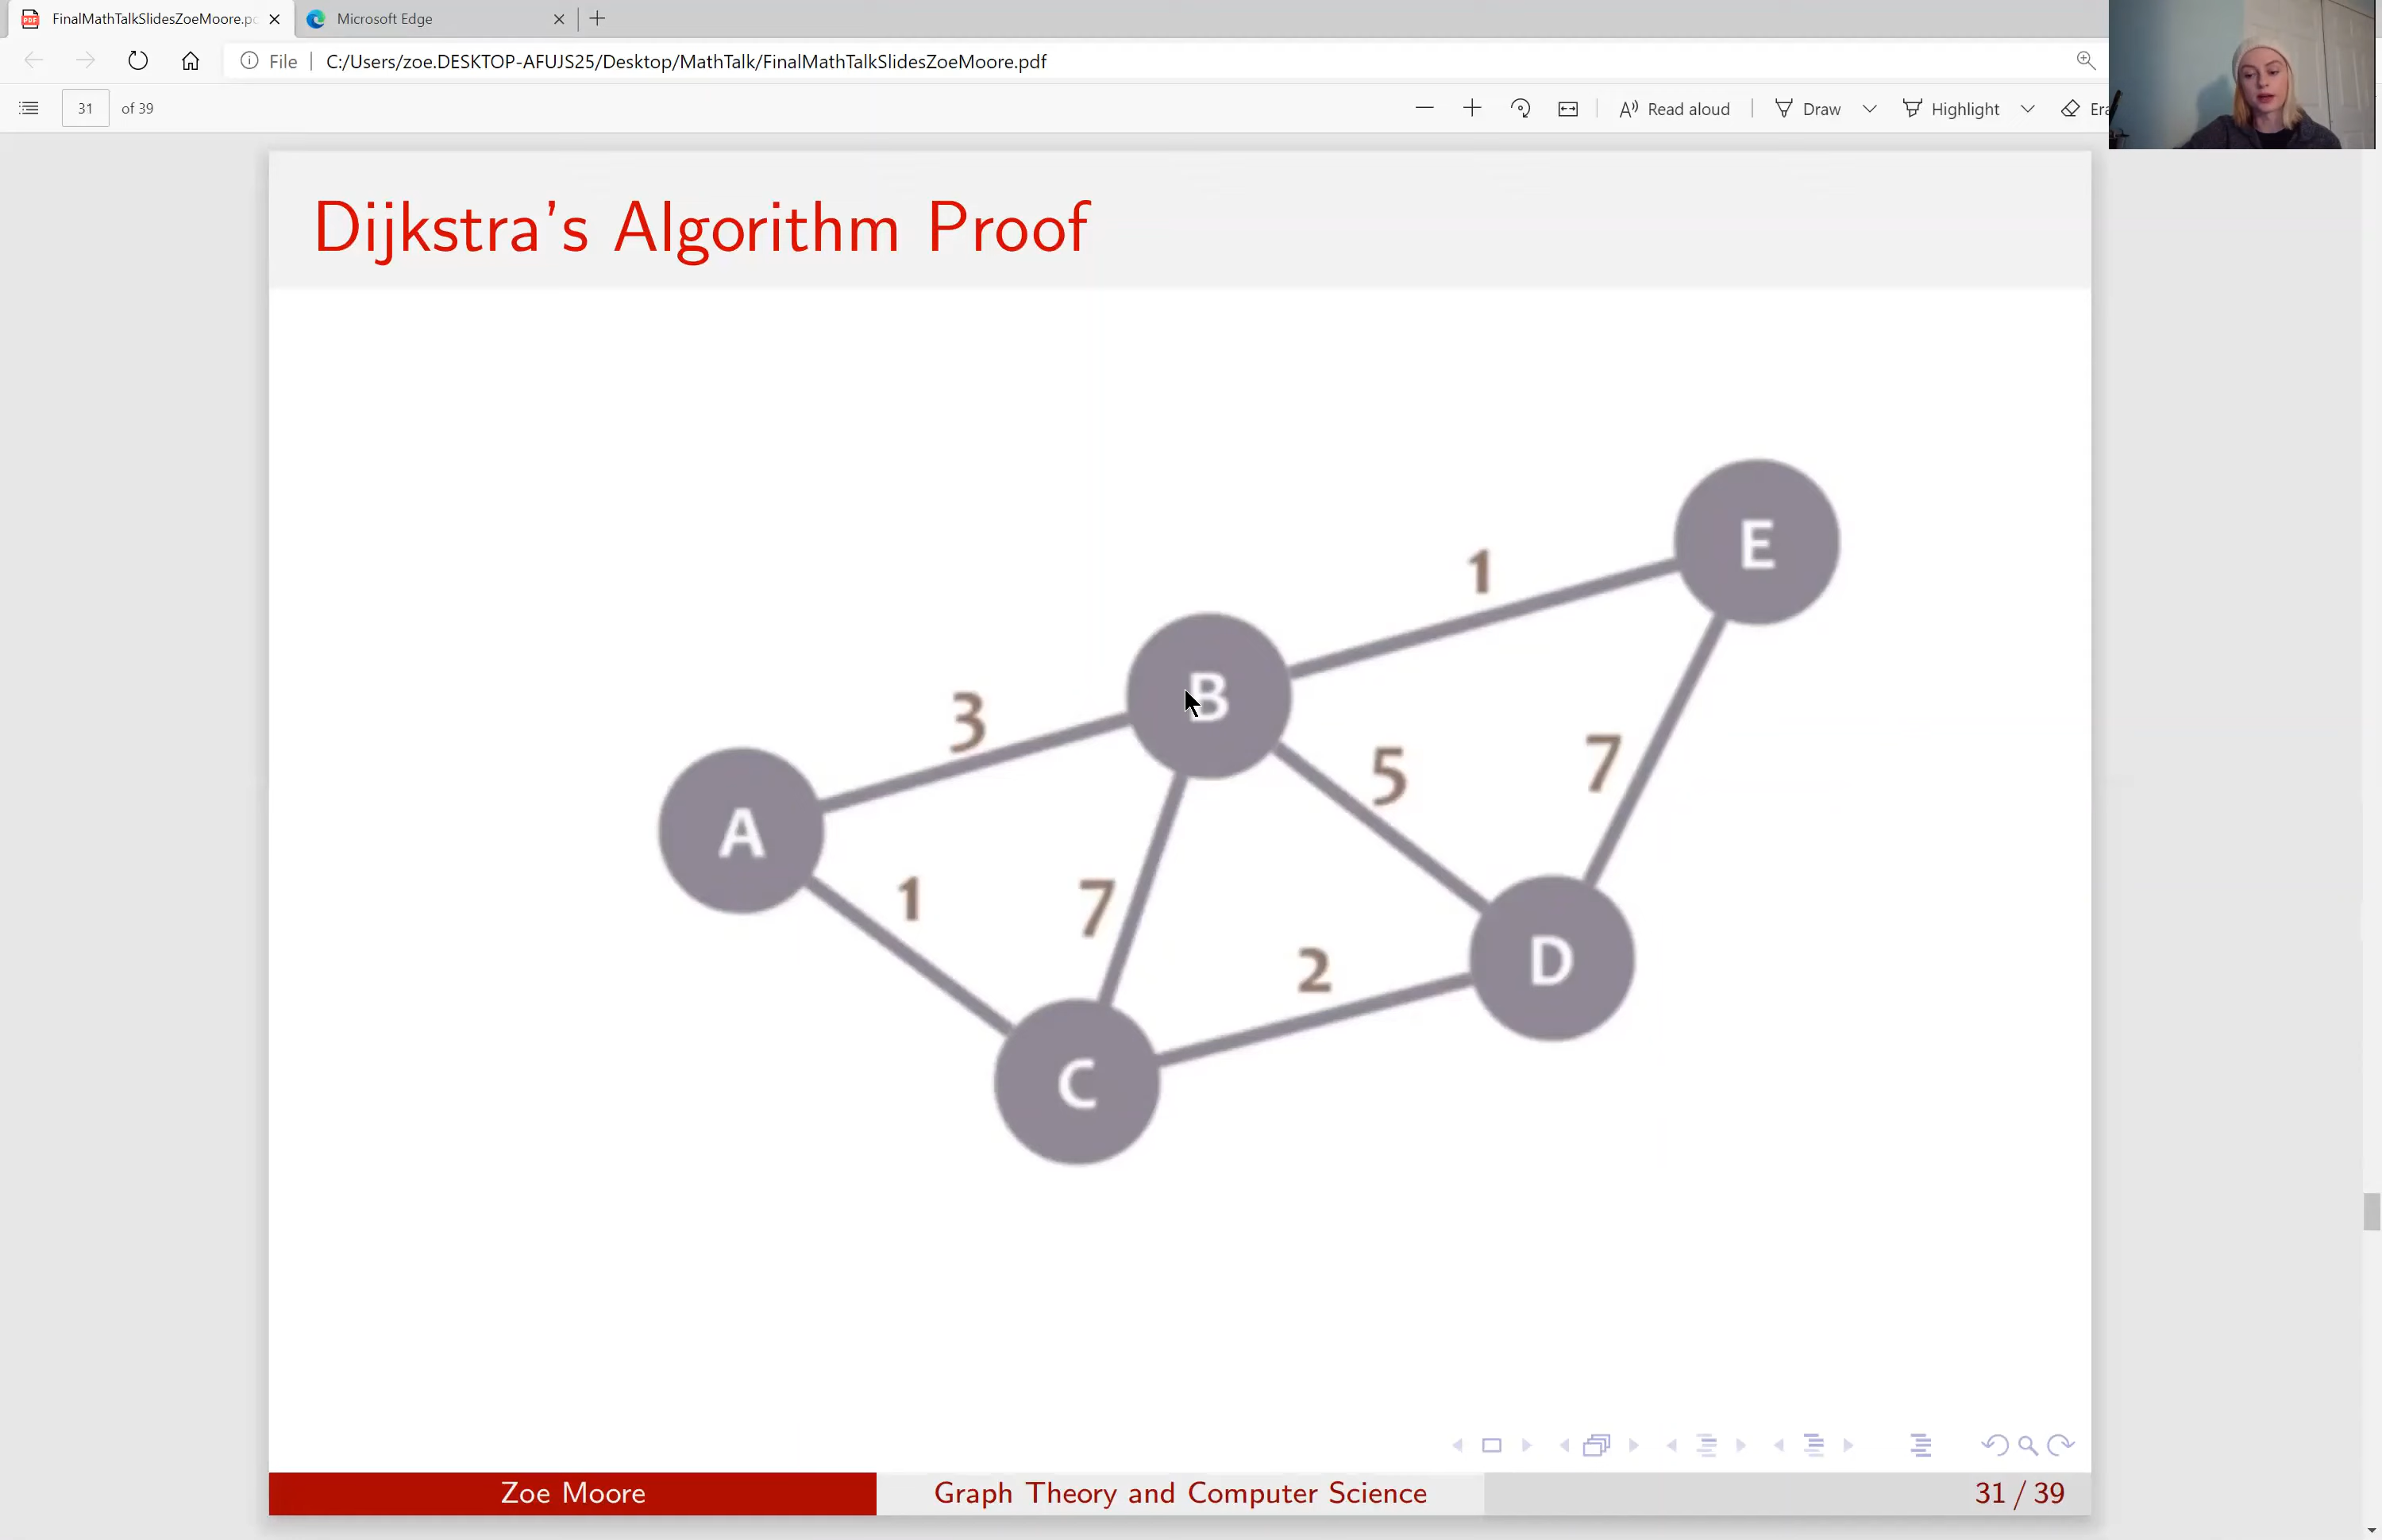 FinalMathTalkSlidesZoeMoore.p
Microsoft Edge
File
C:/Users/zoe.DESKTOP-AFUJS25/Desktop/MathTalk/FinalMathTalkSlidesZoeMoore.pdf
31 of 39
Read aloud
Draw
Highlight
Dijkstra's Algorithm Proof
E
1
B
3
5
7
A
1
7
2
D
C
Zoe Moore
Graph Theory and Computer Science
31 / 39